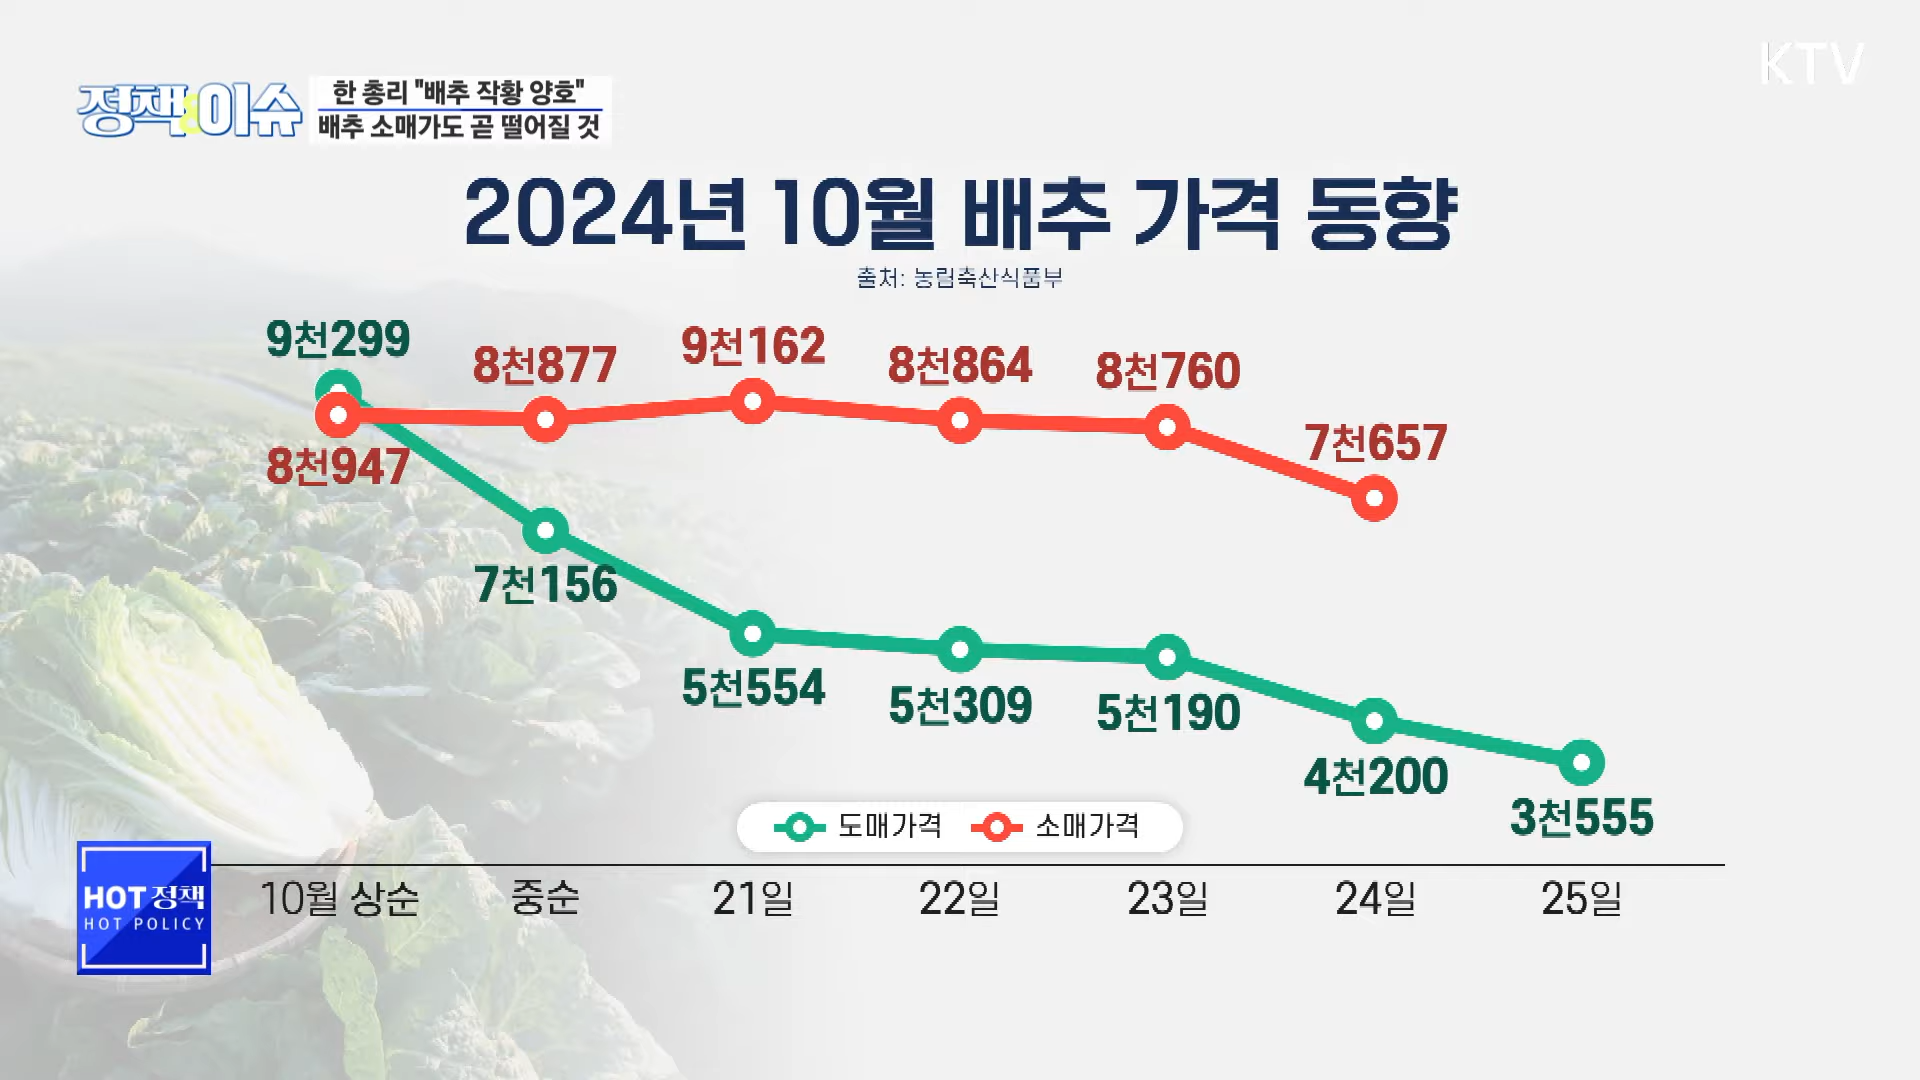 KTV
정책&이슈
한 총리 "배추 작황 양호"
배추 소매가도 곧 떨어질 것
2024년 10월 배추 가격 동향
출처: 농림축산식품부
9천299
8천877
9천162
8천864
8천760
7천657
8천947
7천156
5천554
5천309
5천190
4천200
3천555
도매가격
소매가격
10월 상순
중순
21일
22일
23일
24일
25일
HOT 정책
HOT POLICY